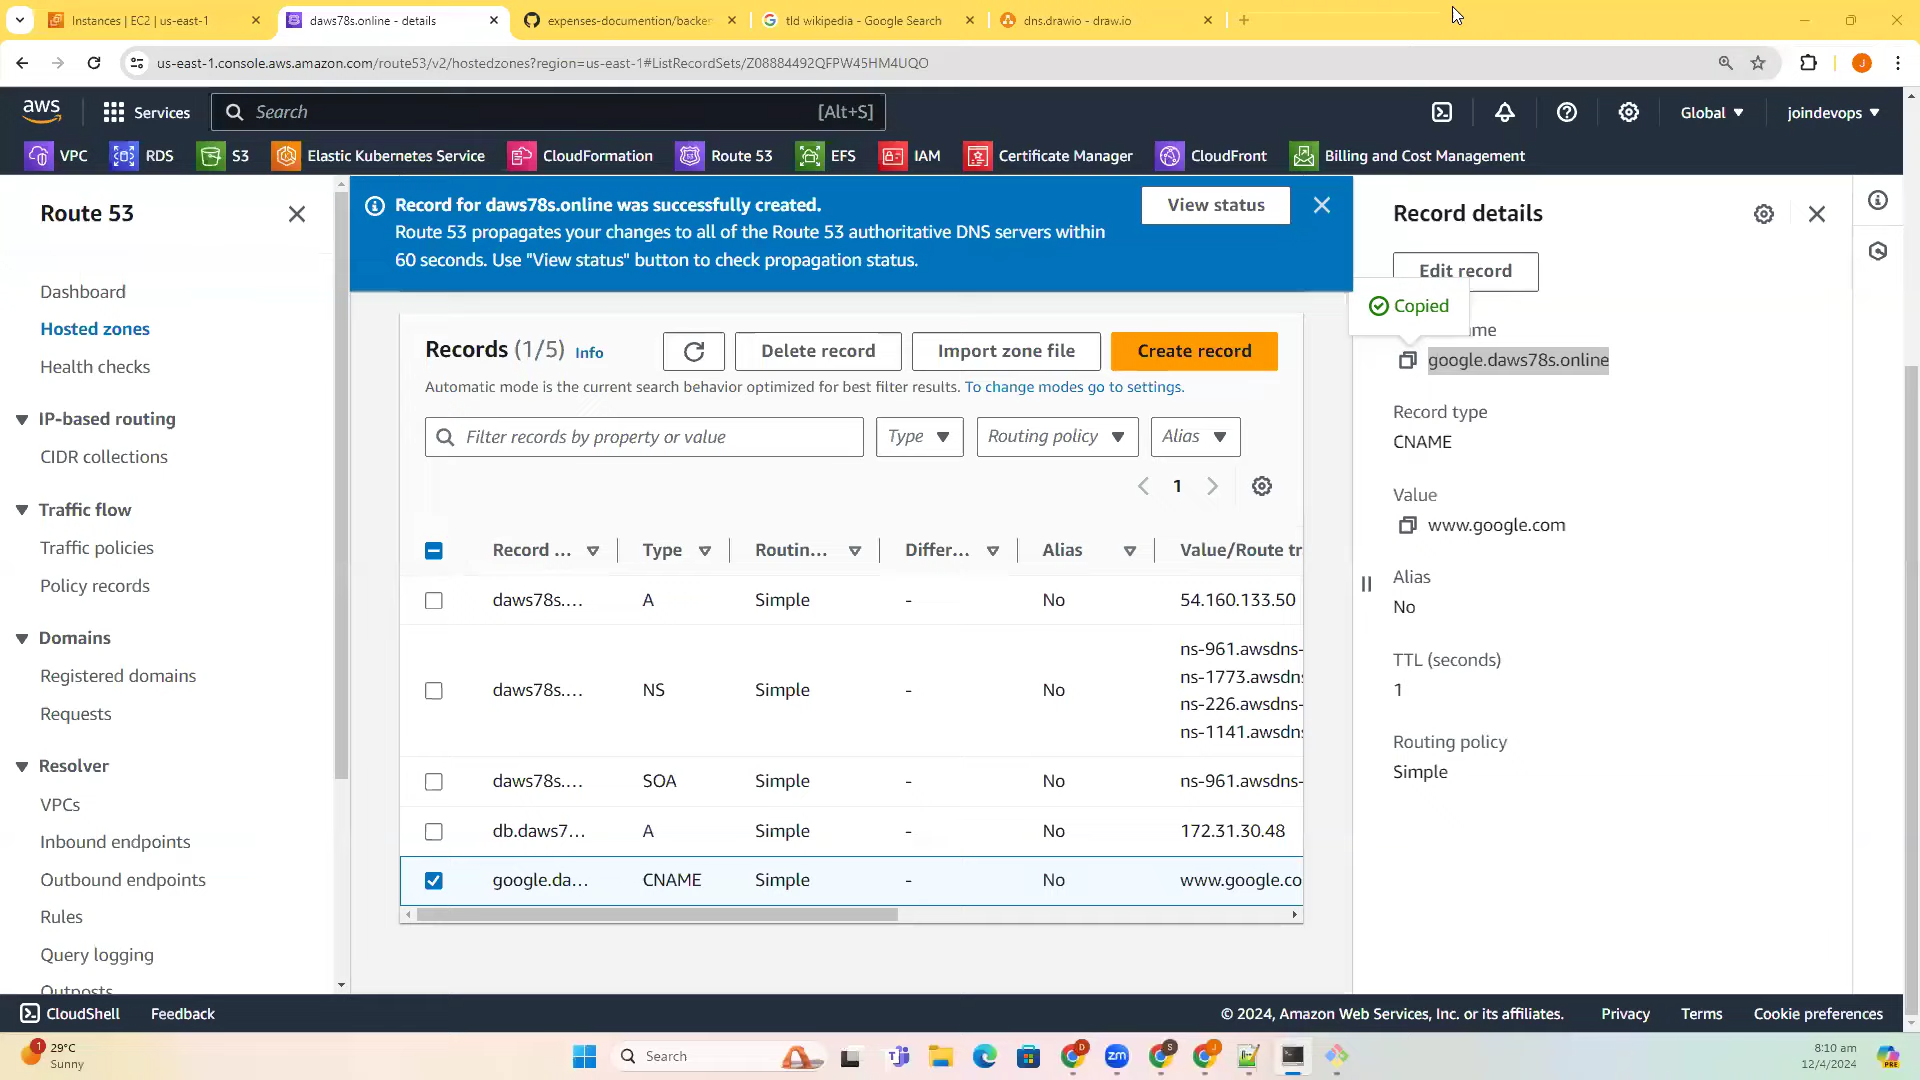 Instances | EC2 | us-east-1
daws78s.online - details
expenses-documention/backen
tld wikipedia - Google Search
dns.drawio - draw.io
us-east-1.console.aws.amazon.com/route53/v2/hostedzones?region=us-east-1#ListRecordSets/Z08884492QFPW45HM4UQO
J
aws
Services
Search
[Alt+S]
Global
joindevops
VPC
RDS
S3
Elastic Kubernetes Service
CloudFormation
Route 53
EFS
IAM
Certificate Manager
CloudFront
Billing and Cost Management
Route 53
Dashboard
Hosted zones
Health checks
IP-based routing
CIDR collections
Traffic flow
Traffic policies
Policy records
Domains
Registered domains
Requests
Resolver
VPCs
Inbound endpoints
Outbound endpoints
Rules
Query logging
Outposts
Record for daws78s.online was successfully created.
Route 53 propagates your changes to all of the Route 53 authoritative DNS servers within
60 seconds. Use "View status" button to check propagation status.
View status
Records (1/5) Info
Delete record
Import zone file
Create record
Automatic mode is the current search behavior optimized for best filter results. To change modes go to settings.
Filter records by property or value
Type
Routing policy
Alias
1
Record ... Type Routin... Differ... Alias Value/Route tr
daws78s.... A Simple - No 54.160.133.50
daws78s.... NS Simple - No
ns-961.awsdns-
ns-1773.awsdns
ns-226.awsdns-
ns-1141.awsdns
daws78s.... SOA Simple - No ns-961.awsdns-
db.daws7... A Simple - No 172.31.30.48
google.da... CNAME Simple - No www.google.co
Record details
Edit record
Copied
me
google.daws78s.online
Record type
CNAME
Value
www.google.com
Alias
No
TTL (seconds)
1
Routing policy
Simple
CloudShell
Feedback
© 2024, Amazon Web Services, Inc. or its affiliates.
Privacy
Terms
Cookie preferences
1
29°C
Sunny
Search
D
zm
S
J
8:10 am
12/4/2024
PRE